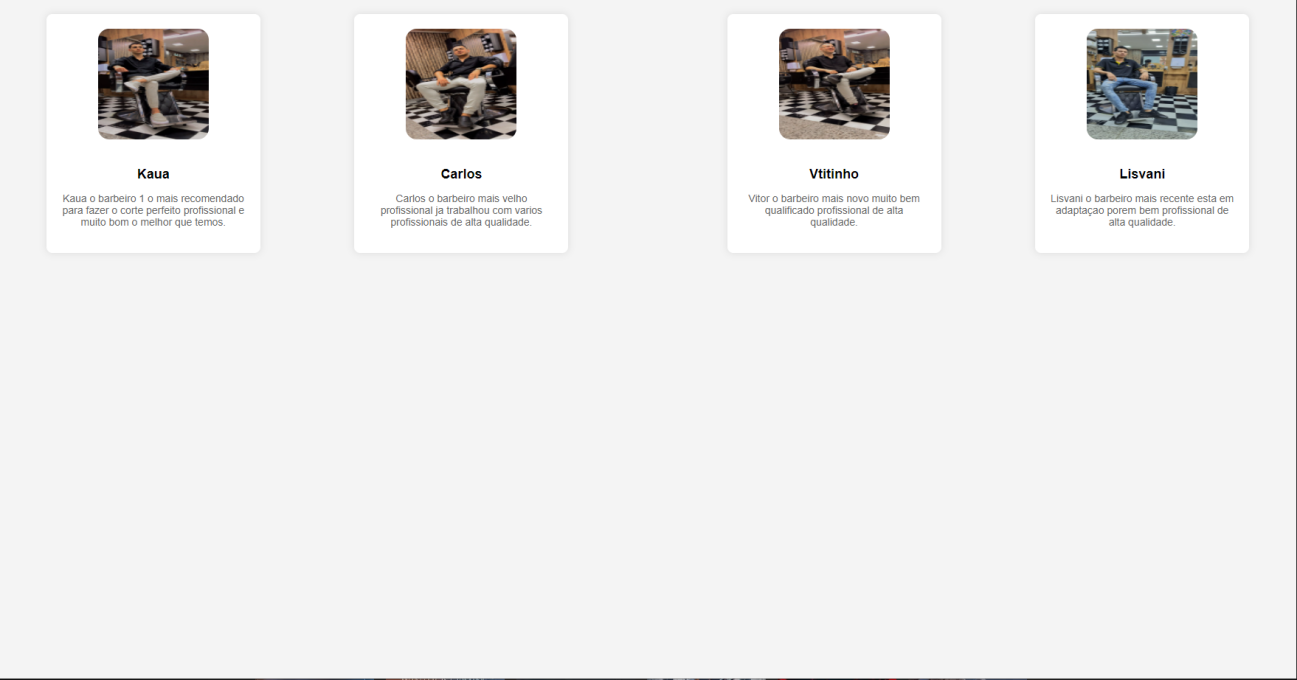 Kaua
Kaua o barbeiro 1 o mais recomendado
para fazer o corte perfeito profissional e
muito bom o melhor que temos.
Carlos
Carlos o barbeiro mais velho
profissional ja trabalhou com varios
profissionais de alta qualidade.
Vtitinho
Vitor o barbeiro mais novo muito bem
qualificado profissional de alta
qualidade.
Lisvani
Lisvani o barbeiro mais recente esta em
adaptaçao porem bem profissional de
alta qualidade.